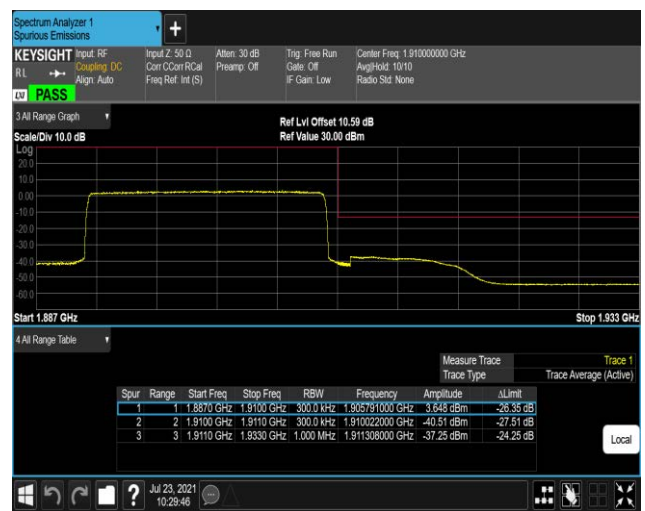 Spectrum Analyzer 1
Spurious Emissions
+
KEYSIGHT Input: RF
Coupling: DC
Align: Auto
RL
LXI PASS
Input Z: 50 Ω
Corr CCorr RCal
Freq Ref: Int (S)
Atten: 30 dB
Preamp: Off
Trig: Free Run
Gate: Off
IF Gain: Low
Center Freq: 1.910000000 GHz
Avg|Hold: 10/10
Radio Std: None
3 All Range Graph
Scale/Div 10.0 dB
Ref Lvl Offset 10.59 dB
Ref Value 30.00 dBm
Log
20.0
10.0
0.00
-10.0
-20.0
-30.0
-40.0
-50.0
-60.0
Start 1.887 GHz Stop 1.933 GHz
4 All Range Table
Measure Trace Trace 1
Trace Type Trace Average (Active)
Spur Range Start Freq Stop Freq RBW Frequency Amplitude ΔLimit
1 1 1.8870 GHz 1.9100 GHz 300.0 kHz 1.905791000 GHz 3.648 dBm -26.35 dB
2 2 1.9100 GHz 1.9110 GHz 300.0 kHz 1.910022000 GHz -40.51 dBm -27.51 dB
3 3 1.9110 GHz 1.9330 GHz 1.000 MHz 1.911308000 GHz -37.25 dBm -24.25 dB
Local
?
Jul 23, 2021
10:29:46